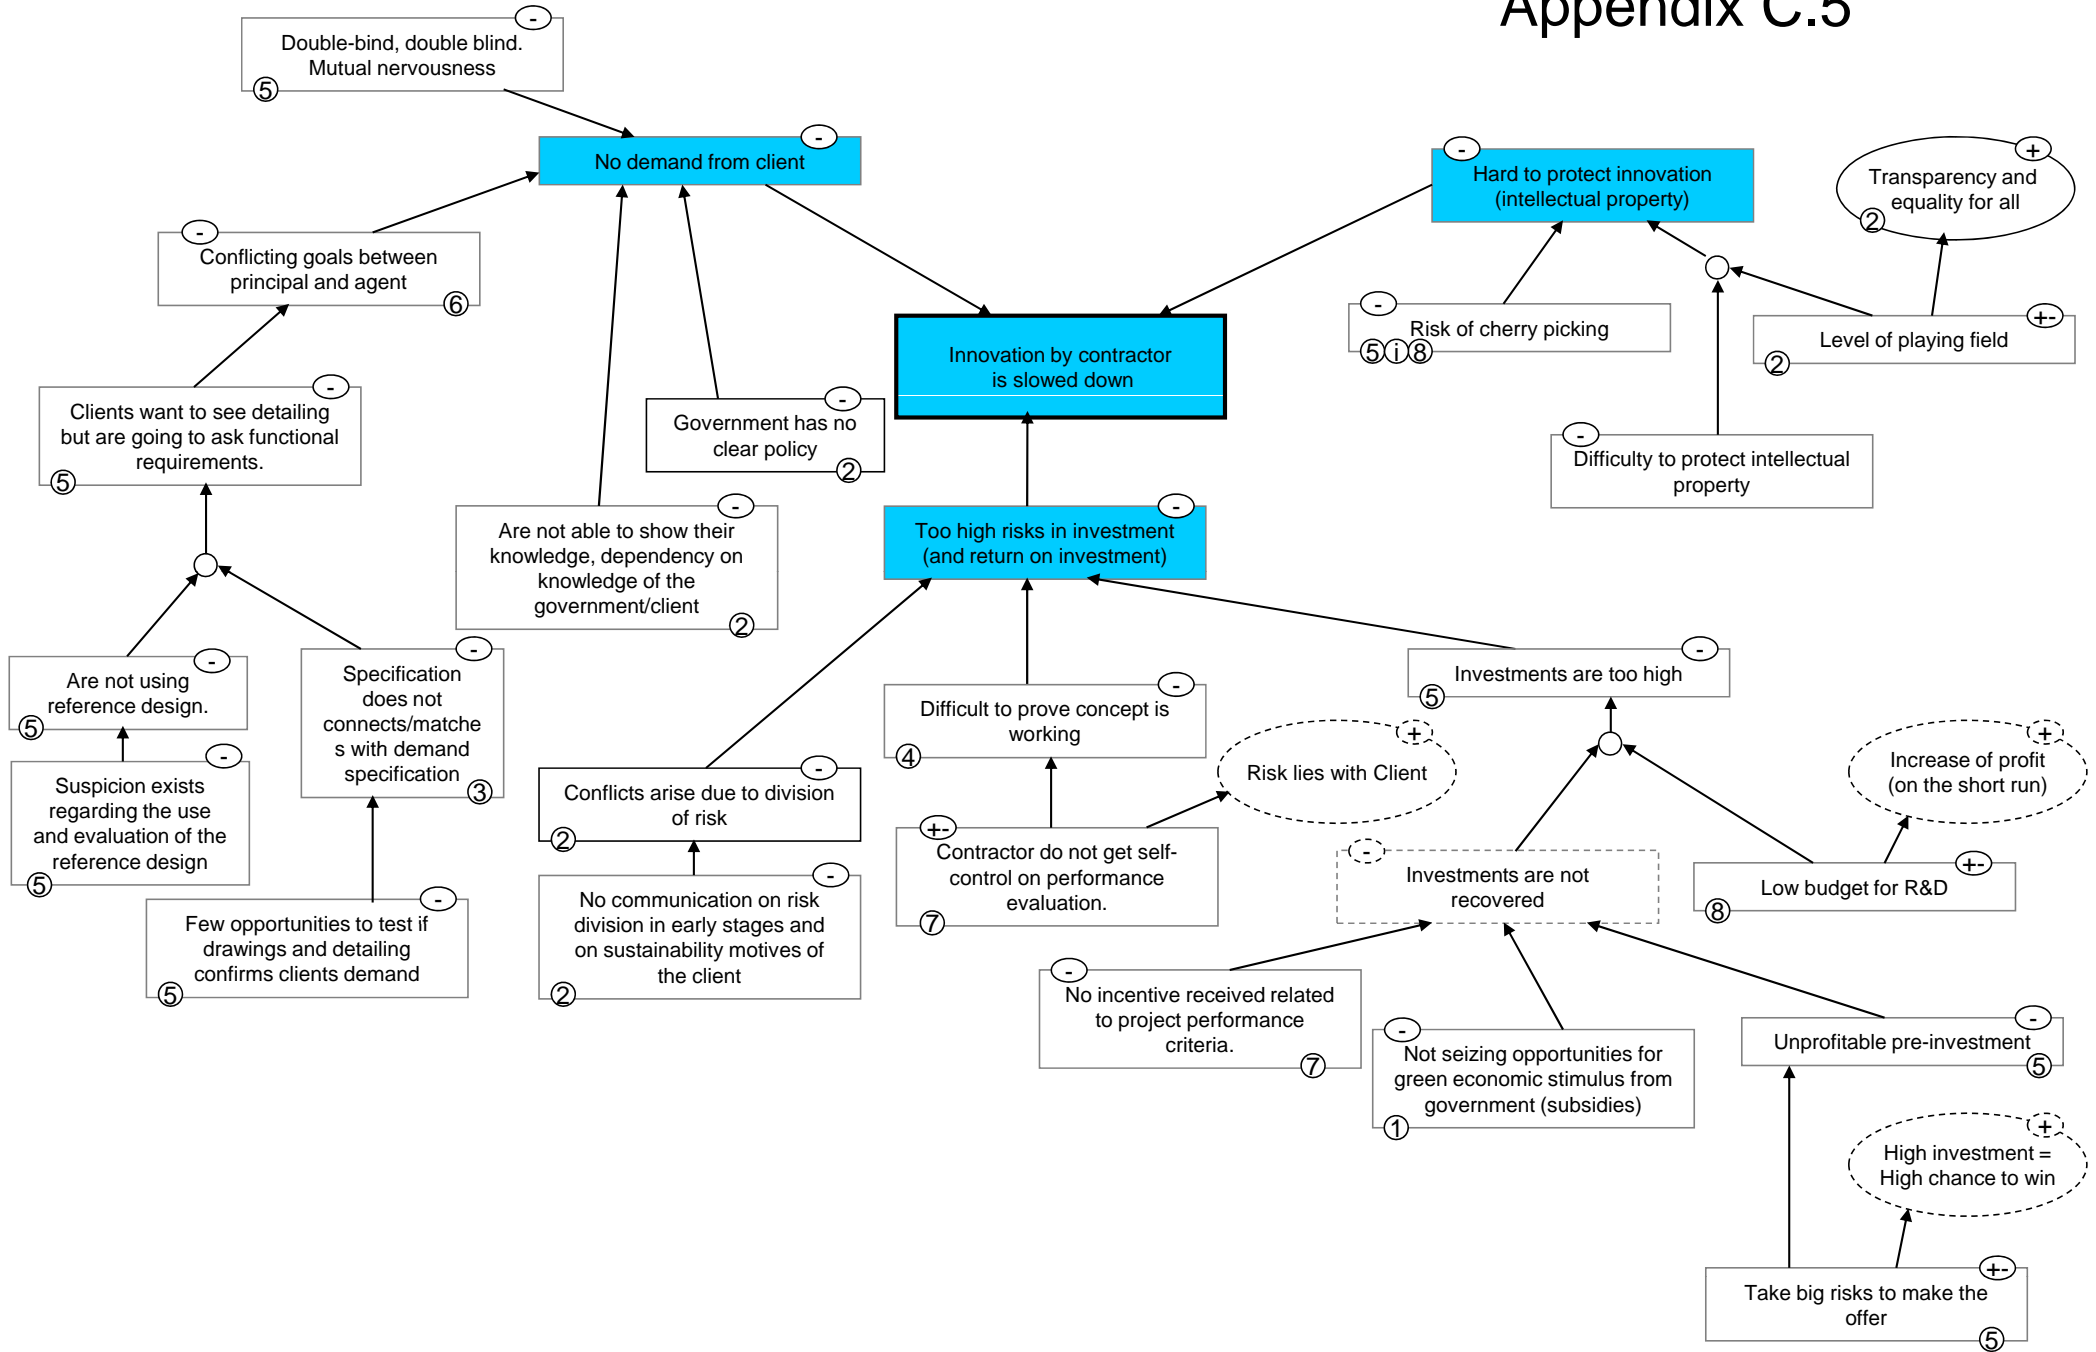 Appendix C.5
-
Double-bind, double blind.
Mutual nervousness
5
-
No demand from client
-
Hard to protect innovation
(intellectual property)
+
Transparency and
equality for all
2
-
Conflicting goals between
principal and agent
6
-
Risk of cherry picking
5 i 8
+-
Level of playing field
2
Innovation by contractor
is slowed down
-
Clients want to see detailing
but are going to ask functional
requirements.
5
-
Government has no
clear policy
2
-
Difficulty to protect intellectual
property
-
Are not able to show their
knowledge, dependency on
knowledge of the
government/client
2
-
Too high risks in investment
(and return on investment)
-
Are not using
reference design.
5
-
Specification
does not
connects/matche
s with demand
specification
3
-
Investments are too high
5
-
Difficult to prove concept is
working
4
+
Risk lies with Client
+
Increase of profit
(on the short run)
-
Suspicion exists
regarding the use
and evaluation of the
reference design
5
-
Conflicts arise due to division
of risk
2
+-
Contractor do not get self-
control on performance
evaluation.
7
-
Investments are not
recovered
+-
Low budget for R&D
8
-
Few opportunities to test if
drawings and detailing
confirms clients demand
5
-
No communication on risk
division in early stages and
on sustainability motives of
the client
2
-
No incentive received related
to project performance
criteria.
7
-
Not seizing opportunities for
green economic stimulus from
government (subsidies)
1
-
Unprofitable pre-investment
5
+
High investment =
High chance to win
+-
Take big risks to make the
offer
5